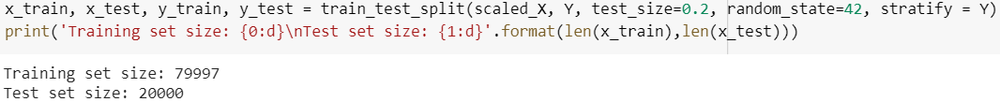 x_train, x_test, y_train, y_test = train_test_split(scaled_X, Y, test_size=0.2, random_state=42, stratify = Y)
print('Training set size: {0:d}\nTest set size: {1:d}'.format(len(x_train),len(x_test)))
Training set size: 79997
Test set size: 20000